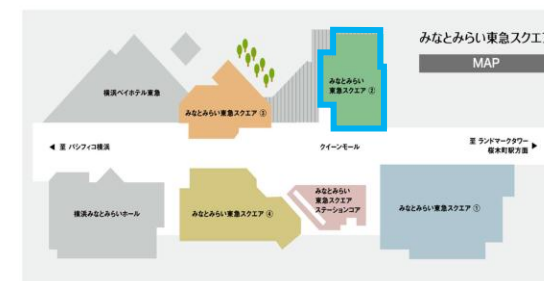 みなとみらい東急スクエア
MAP
横浜ベイホテル東急
みなとみらい東急スクエア ③
みなとみらい
東急スクエア ②
◀ 至 パシフィコ横浜
クイーンモール
至 ランドマークタワー
桜木町駅方面 ▶
横浜みなとみらいホール
みなとみらい東急スクエア ④
みなとみらい
東急スクエア
ステーションコア
みなとみらい東急スクエア ①